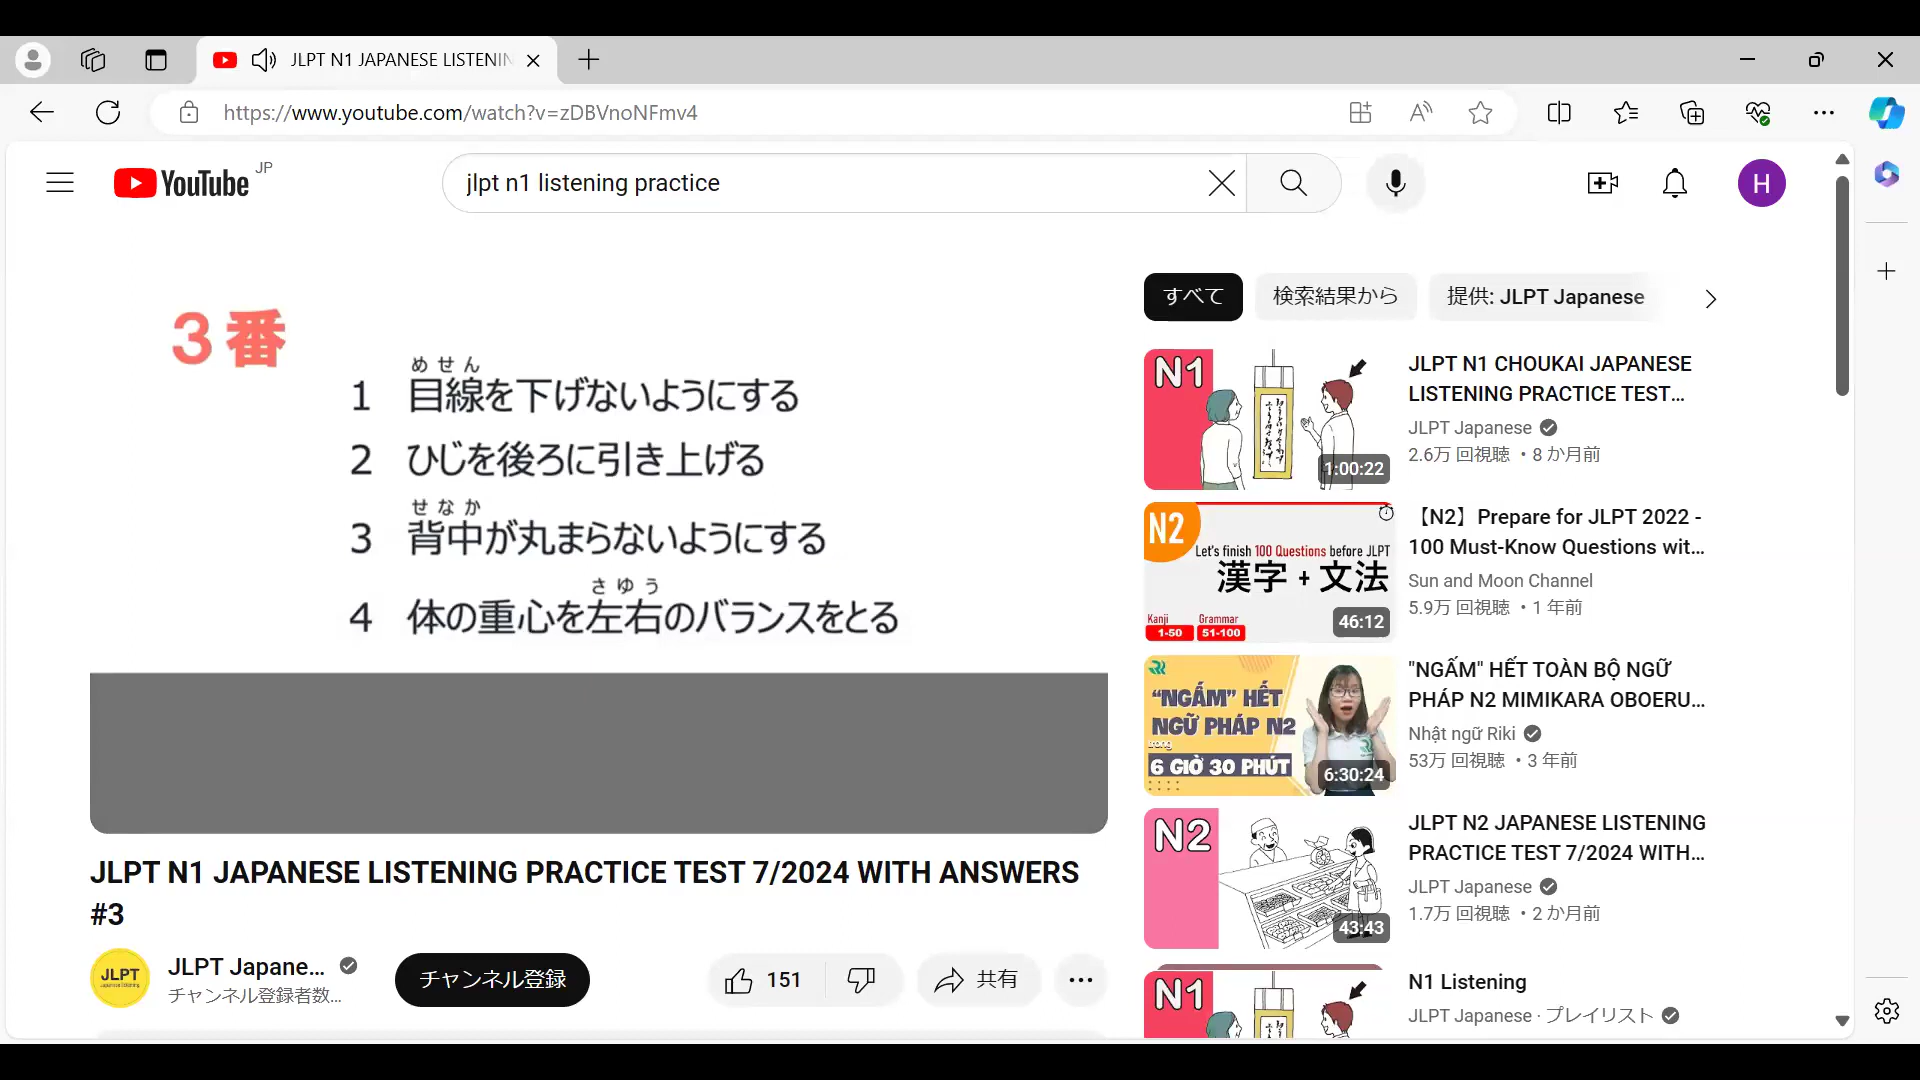 JLPT N1 JAPANESE LISTENIN
https://www.youtube.com/watch?v=zDBVnoNFmv4
YouTube JP
jlpt n1 listening practice
H
3番
めせん
1 目線を下げないようにする
2 ひじを後ろに引き上げる
せなか
3 背中が丸まらないようにする
さゆう
4 体の重心を左右のバランスをとる
JLPT N1 JAPANESE LISTENING PRACTICE TEST 7/2024 WITH ANSWERS
#3
JLPT
JLPT Japane...
チャンネル登録者数...
チャンネル登録
151
共有
すべて
検索結果から
提供: JLPT Japanese
N1
1:00:22
JLPT N1 CHOUKAI JAPANESE
LISTENING PRACTICE TEST...
JLPT Japanese
2.6万 回視聴 ・8 か月前
N2
Let's finish 100 Questions before JLPT
漢字 + 文法
Kanji
1-50
Grammar
51-100
46:12
【N2】Prepare for JLPT 2022 -
100 Must-Know Questions wit...
Sun and Moon Channel
5.9万 回視聴 ・1 年前
“NGẤM” HẾT
NGỮ PHÁP N2
trong
6 GIỜ 30 PHÚT
6:30:24
"NGẤM" HẾT TOÀN BỘ NGỮ
PHÁP N2 MIMIKARA OBOERU...
Nhật ngữ Riki
53万 回視聴 ・3 年前
N2
43:43
JLPT N2 JAPANESE LISTENING
PRACTICE TEST 7/2024 WITH...
JLPT Japanese
1.7万 回視聴 ・2 か月前
N1
N1 Listening
JLPT Japanese · プレイリスト